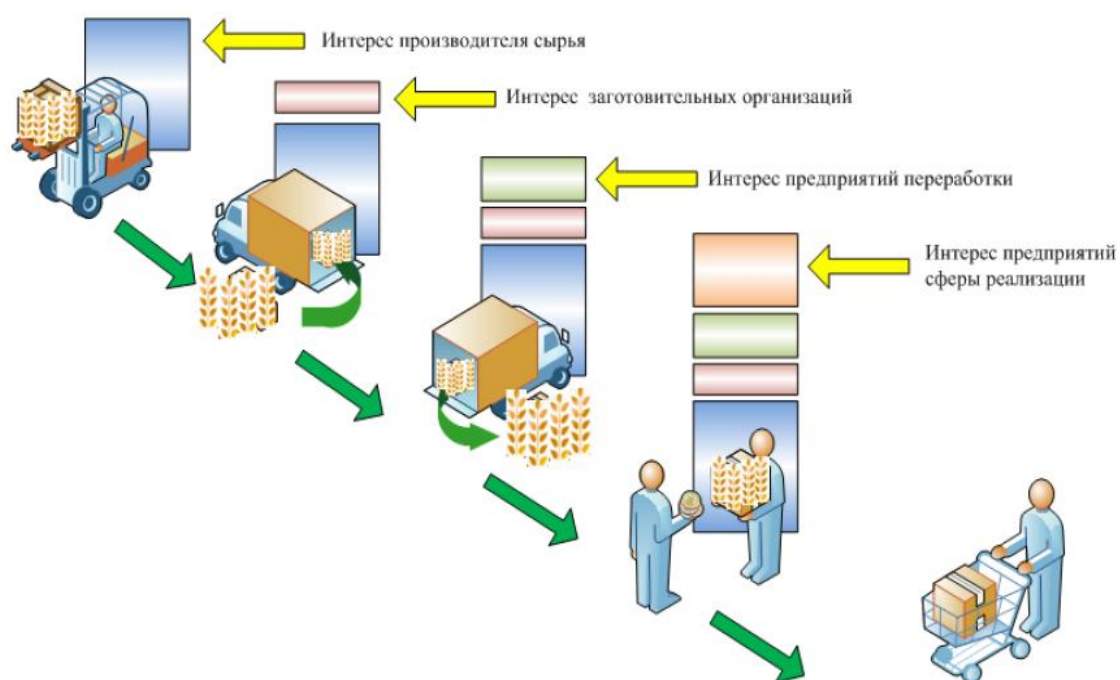 Интерес производителя сырья
Интерес заготовительных организаций
Интерес предприятий переработки
Интерес предприятий
сферы реализации